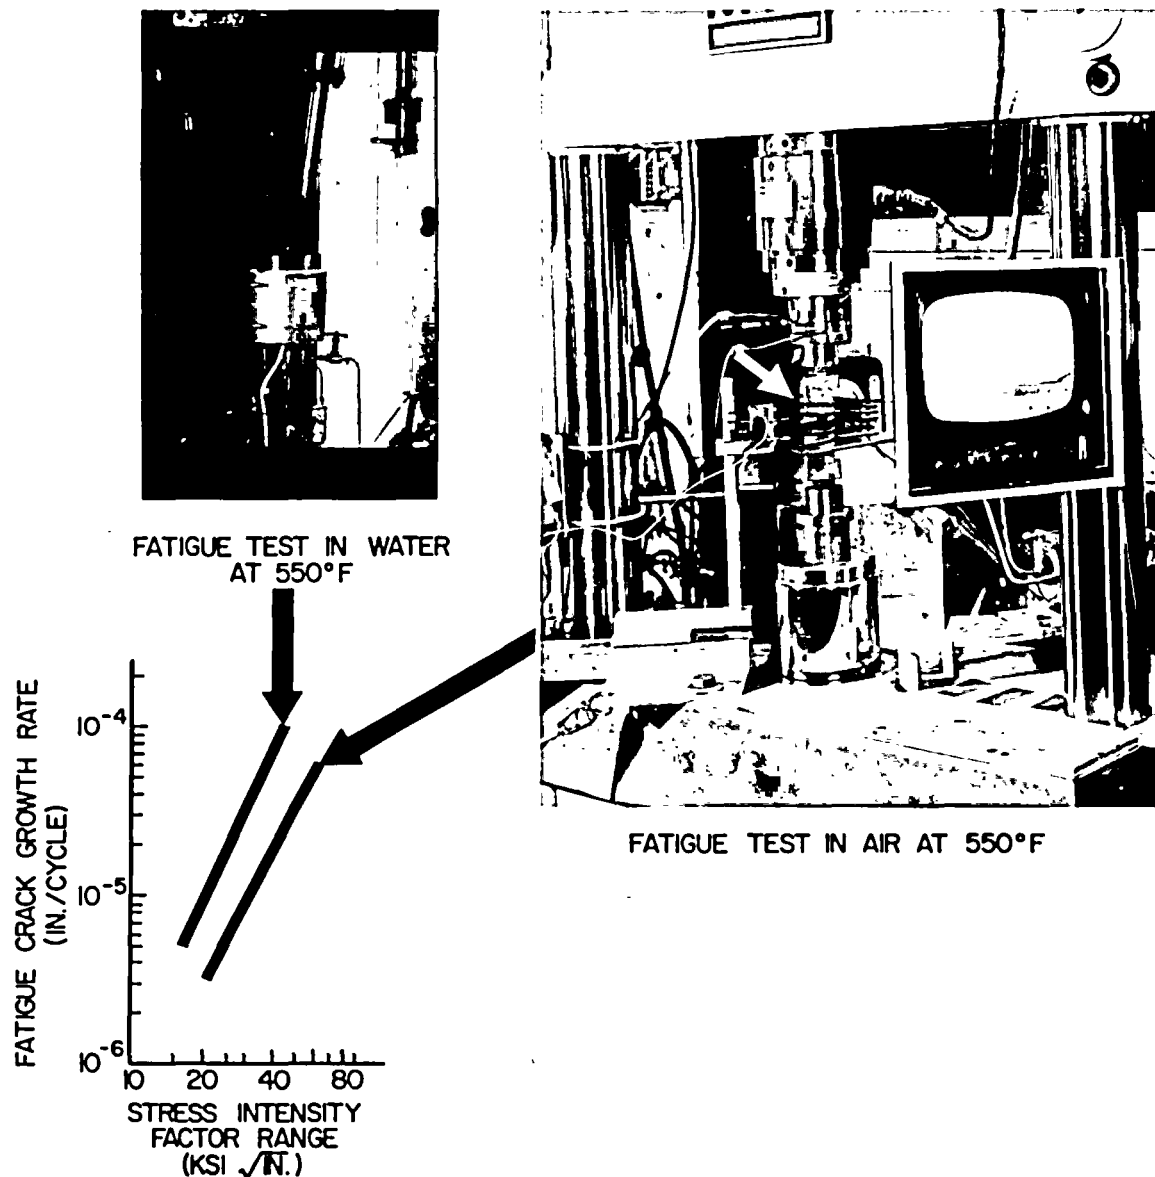 FATIGUE TEST IN WATER
AT 550°F
FATIGUE TEST IN AIR AT 550°F
FATIGUE CRACK GROWTH RATE
(IN./CYCLE)
10⁻⁴
10⁻⁵
10⁻⁶
10 20 40 80
STRESS INTENSITY
FACTOR RANGE
(KSI √IN.)